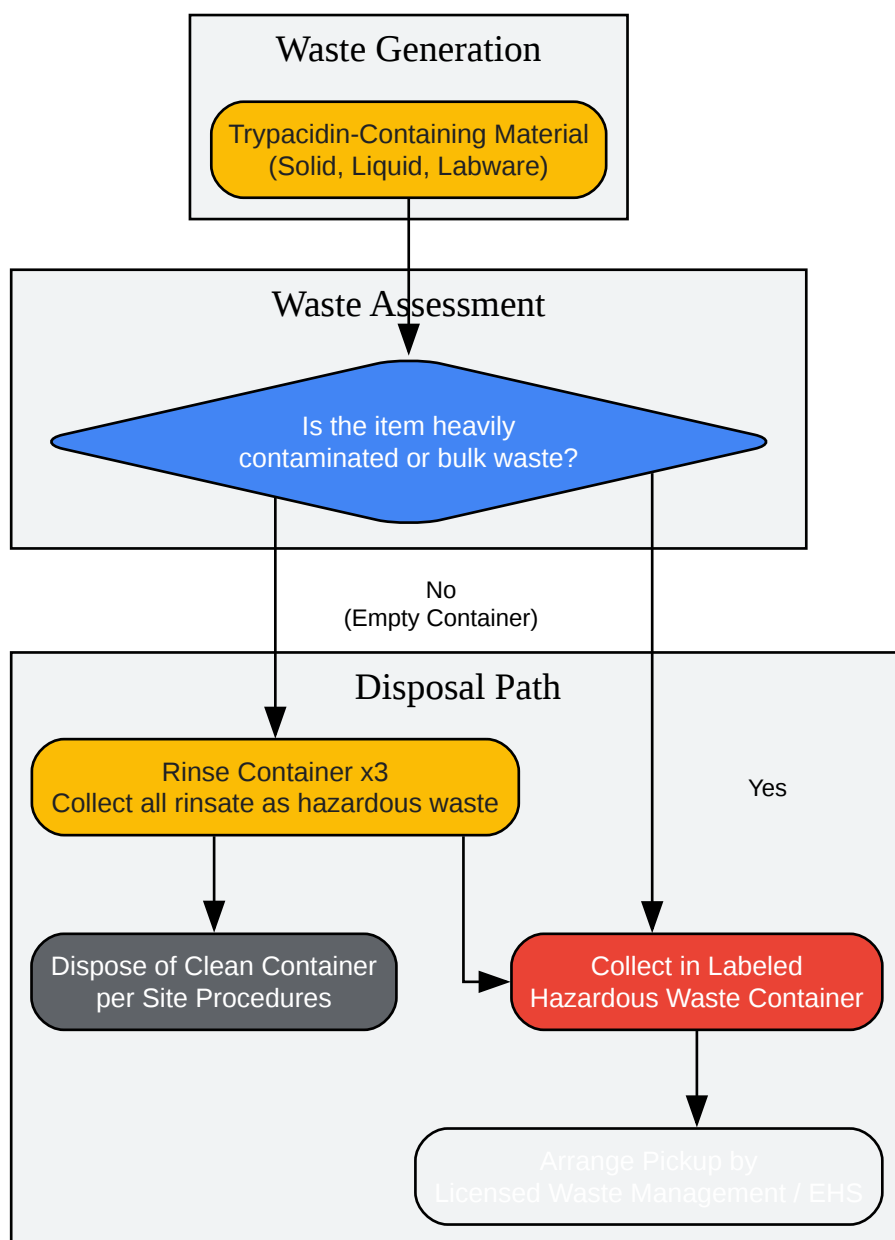 Waste Generation
Trypacidin-Containing Material
(Solid, Liquid, Labware)
Waste Assessment
Is the item heavily
contaminated or bulk waste?
No
(Empty Container)
Disposal Path
Rinse Container x3
Collect all rinsate as hazardous waste
Yes
Dispose of Clean Container
per Site Procedures
Collect in Labeled
Hazardous Waste Container
Arrange Pickup by
Licensed Waste Management / EHS